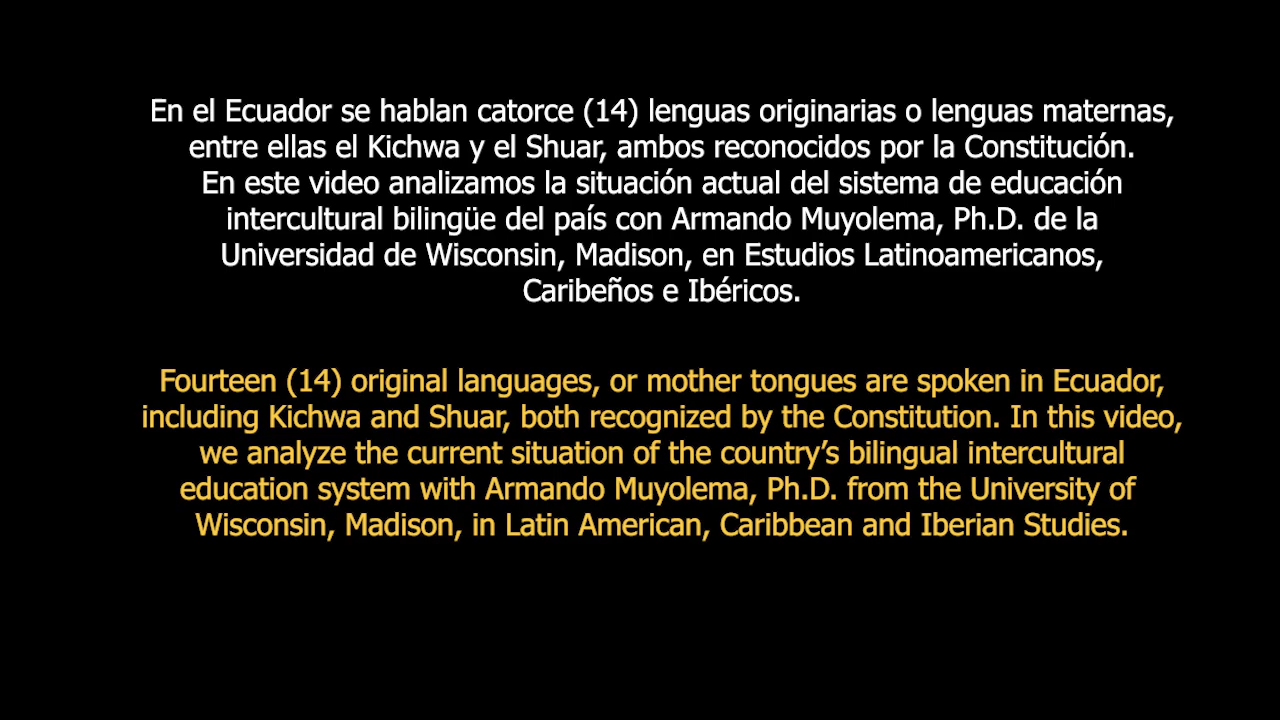 En el Ecuador se hablan catorce (14) lenguas originarias o lenguas maternas,
entre ellas el Kichwa y el Shuar, ambos reconocidos por la Constitución.
En este video analizamos la situación actual del sistema de educación
intercultural bilingüe del país con Armando Muyolema, Ph.D. de la
Universidad de Wisconsin, Madison, en Estudios Latinoamericanos,
Caribeños e Ibéricos.
Fourteen (14) original languages, or mother tongues are spoken in Ecuador,
including Kichwa and Shuar, both recognized by the Constitution. In this video,
we analyze the current situation of the country’s bilingual intercultural
education system with Armando Muyolema, Ph.D. from the University of
Wisconsin, Madison, in Latin American, Caribbean and Iberian Studies.